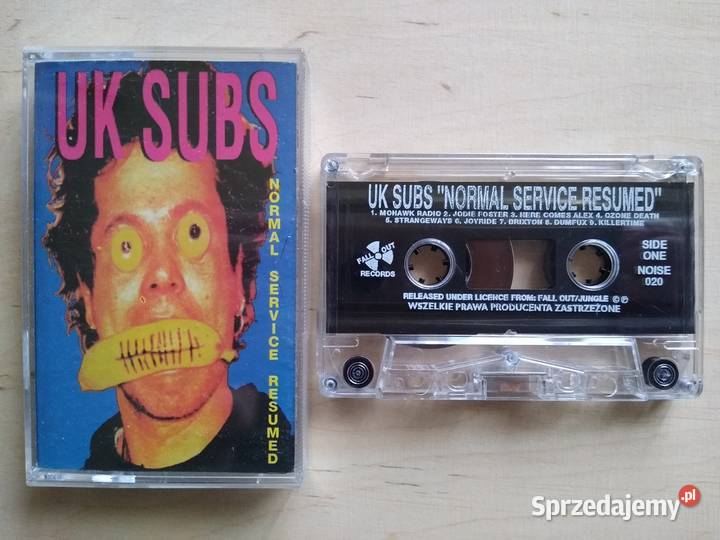 UK SUBS
NORMAL SERVICE RESUMED
UK SUBS "NORMAL SERVICE RESUMED"
1. MOHAWK RADIO 2. JODIE FOSTER 3. HERE COMES ALEX 4. OZONE DEATH
5. STRANGEWAYS 6. JOYRIDE 7. BRIXTON 8. DUMFUX 9. KILLERTIME
FALL OUT
RECORDS
SIDE
ONE
NOISE
020
RELEASED UNDER LICENCE FROM: FALL OUT/JUNGLE © ℗
WSZELKIE PRAWA PRODUCENTA ZASTRZEŻONE
Sprzedajemy.pl